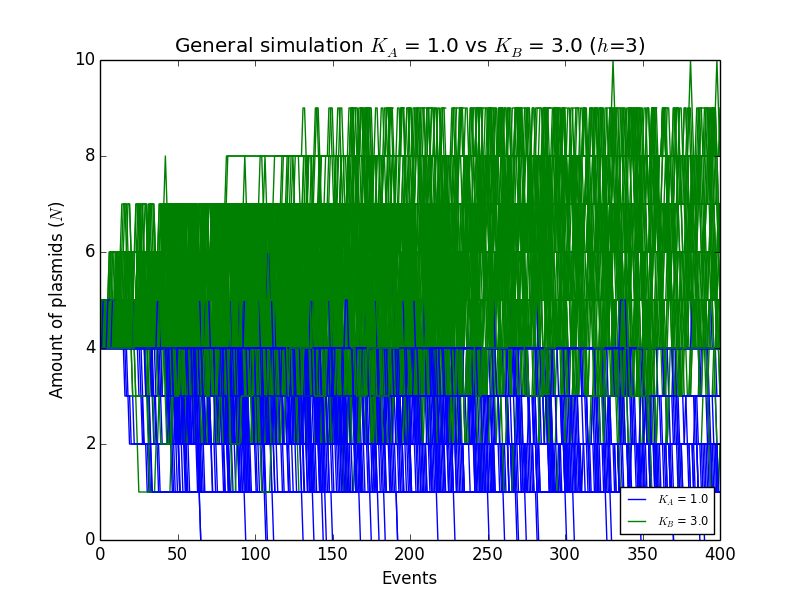 General simulation K_A = 1.0 vs K_B = 3.0 (h=3)
10
8
6
4
2
0
Amount of plasmids (N)
0 50 100 150 200 250 300 350 400
Events
K_A = 1.0
K_B = 3.0